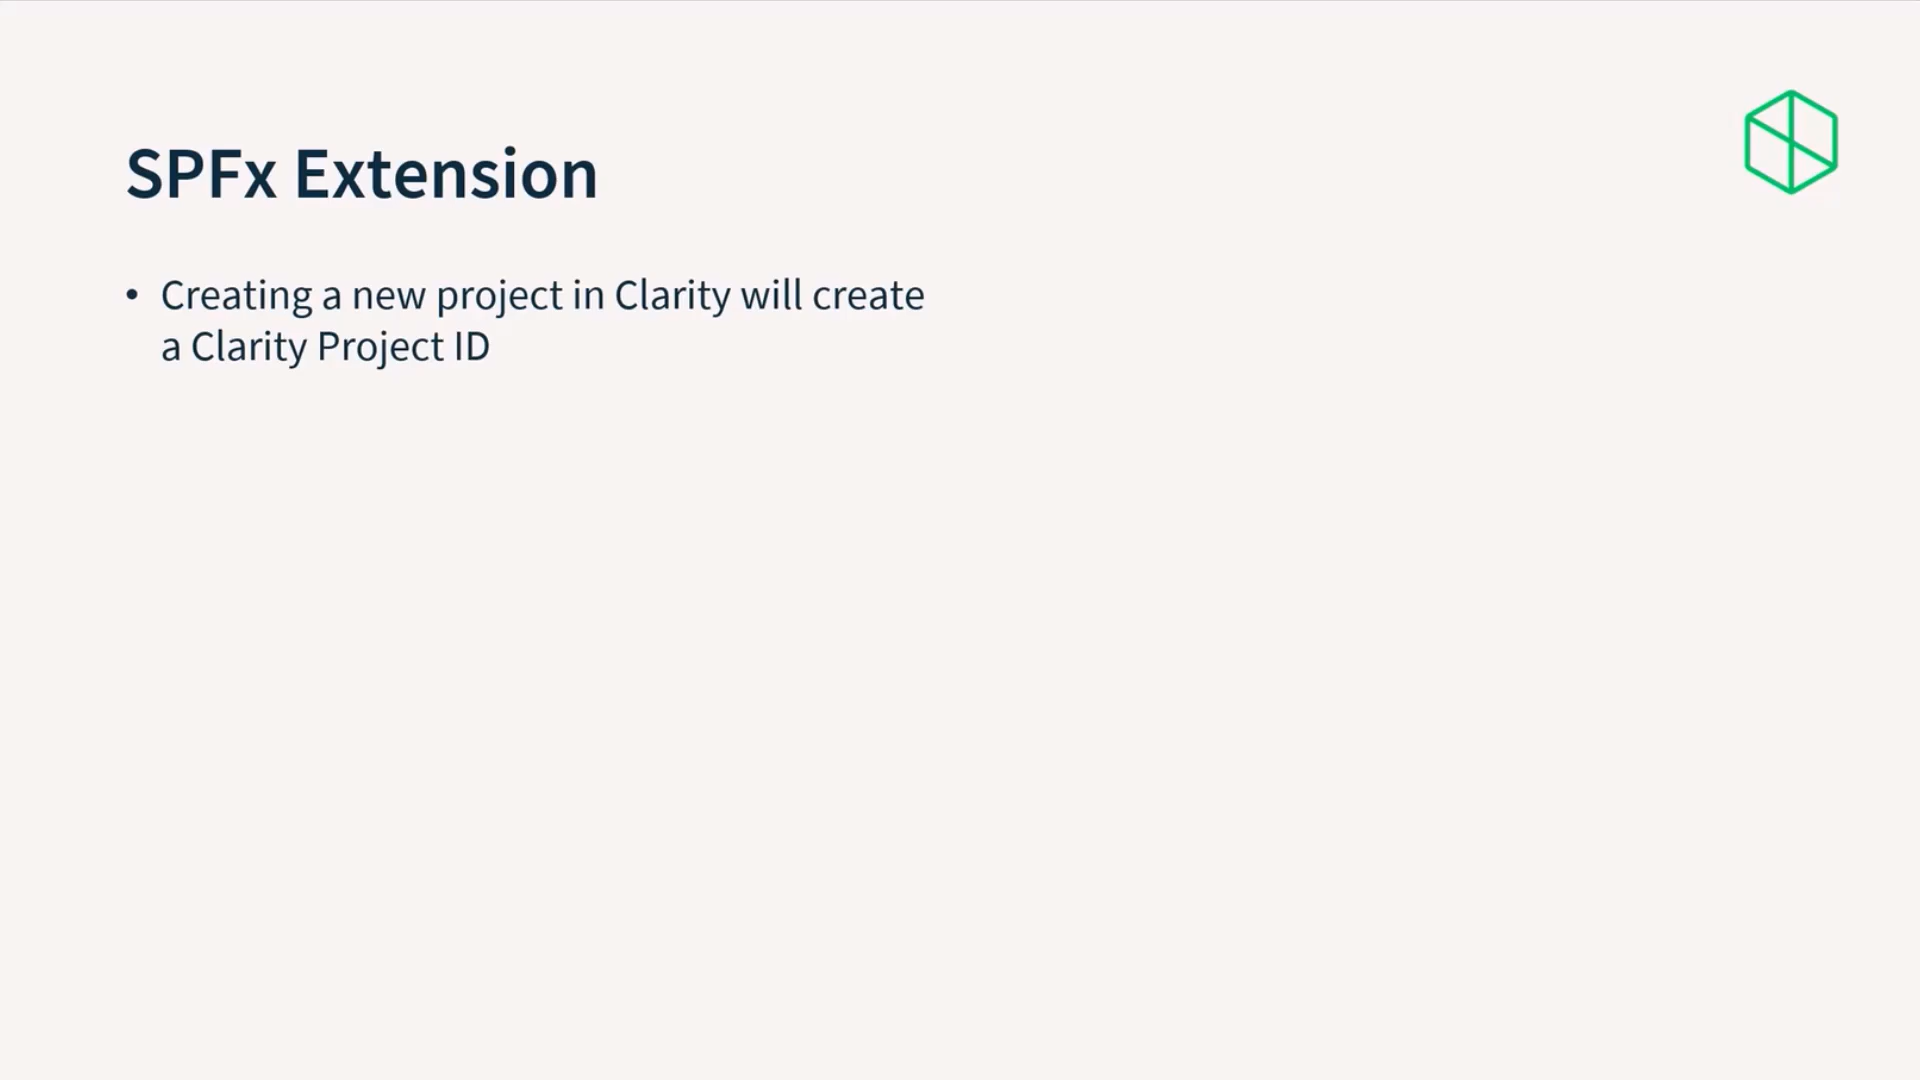 SPFx Extension
• Creating a new project in Clarity will create
a Clarity Project ID